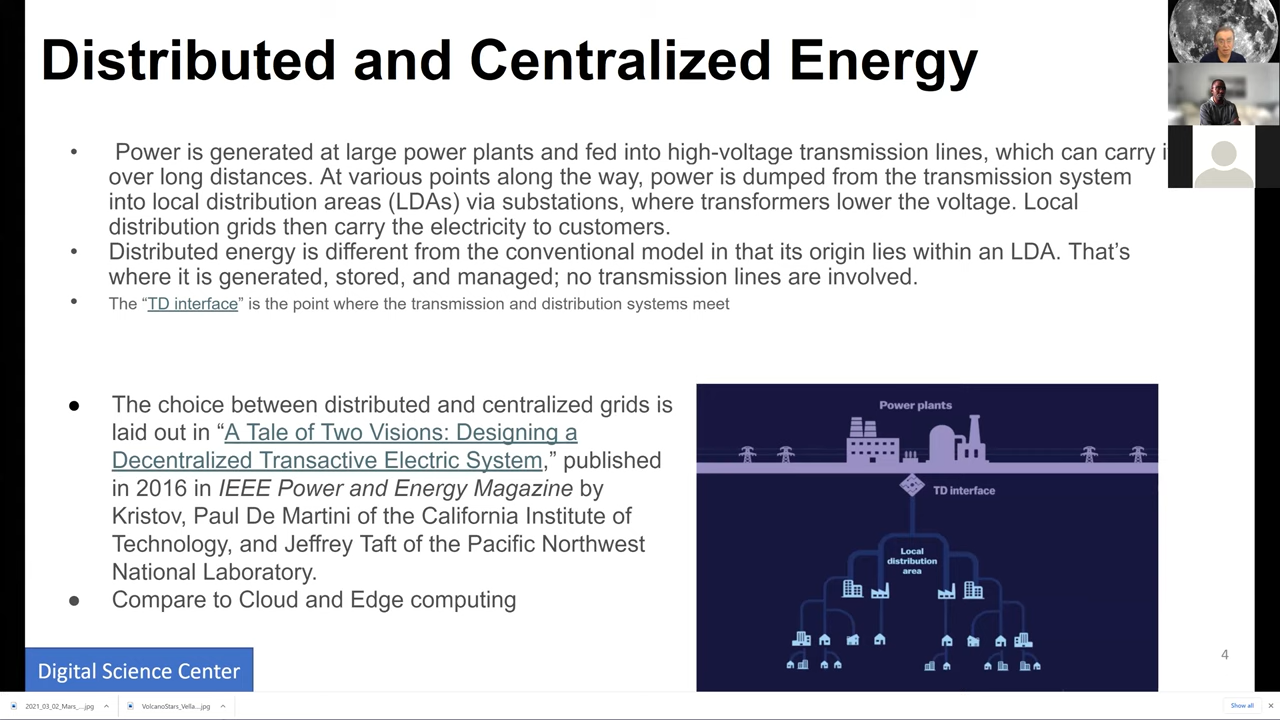 Distributed and Centralized Energy
• Power is generated at large power plants and fed into high-voltage transmission lines, which can carry i
over long distances. At various points along the way, power is dumped from the transmission system
into local distribution areas (LDAs) via substations, where transformers lower the voltage. Local
distribution grids then carry the electricity to customers.
• Distributed energy is different from the conventional model in that its origin lies within an LDA. That’s
where it is generated, stored, and managed; no transmission lines are involved.
• The “TD interface” is the point where the transmission and distribution systems meet
● The choice between distributed and centralized grids is
laid out in “A Tale of Two Visions: Designing a
Decentralized Transactive Electric System,” published
in 2016 in IEEE Power and Energy Magazine by
Kristov, Paul De Martini of the California Institute of
Technology, and Jeffrey Taft of the Pacific Northwest
National Laboratory.
● Compare to Cloud and Edge computing
Power plants
TD interface
Local
distribution
area
4
Digital Science Center
2021_03_02_Mars_....jpg
VolcanoStars_Vella....jpg
Show all